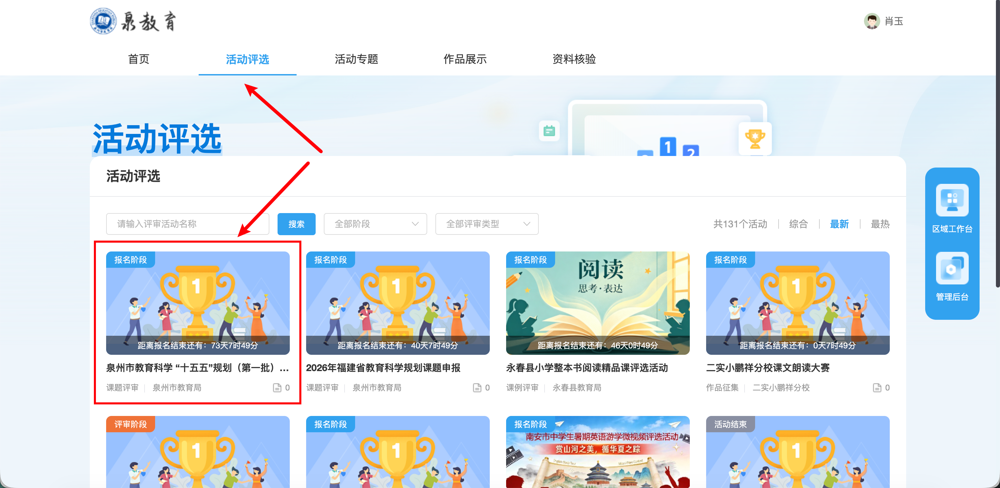 泉教育
肖玉
首页
活动评选
活动专题
作品展示
资料核验
活动评选
1
2
活动评选
请输入评审活动名称
搜索
全部阶段
全部评审类型
共131个活动
综合
最新
最热
区域工作台
管理后台
报名阶段
1
距离报名结束还有：73天7时49分
泉州市教育科学 “十五五”规划（第一批）...
课题评审
泉州市教育局
0
报名阶段
1
距离报名结束还有：40天7时49分
2026年福建省教育科学规划课题申报
课题评审
泉州市教育局
0
报名阶段
阅读
思考·表达
距离报名结束还有：46天0时49分
永春县小学整本书阅读精品课评选活动
课例评审
永春县教育局
报名阶段
1
距离报名结束还有：0天7时49分
二实小鹏祥分校课文朗读大赛
作品征集
二实小鹏祥分校
0
评审阶段
1
报名阶段
1
报名阶段
南安市中学生暑期英语游学微视频评选活动
赏山河之美，循华夏之踪
English Study Tour
Micro Video Contest
活动结束
1